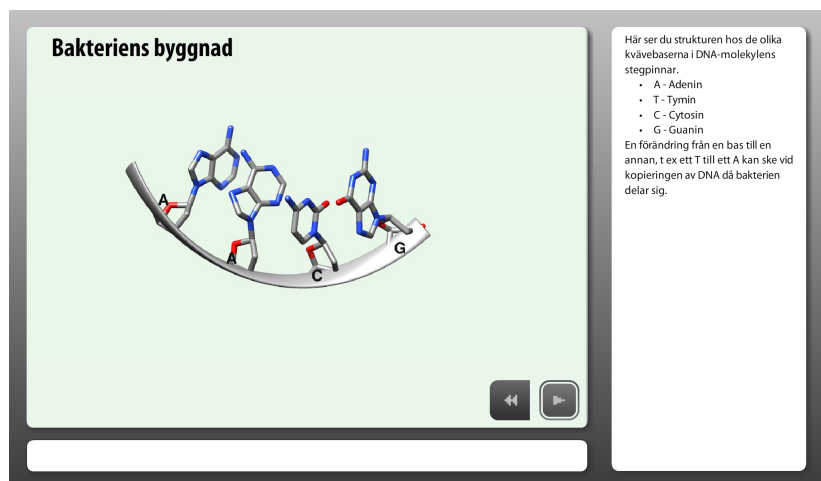 Bakteriens byggnad
A
A
C
G
Här ser du strukturen hos de olika
kvävebaserna i DNA-molekylens
stegpinnar.
• A - Adenin
• T - Tymin
• C - Cytosin
• G - Guanin
En förändring från en bas till en
annan, t ex ett T till ett A kan ske vid
kopieringen av DNA då bakterien
delar sig.